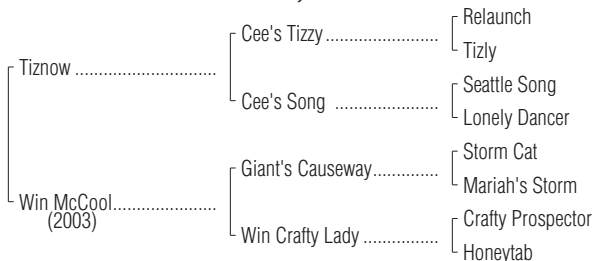 Relaunch
Cee's Tizzy
Tizly
Tiznow
Seattle Song
Cee's Song
Lonely Dancer
Storm Cat
Giant's Causeway
Mariah's Storm
Win McCool
(2003)
Crafty Prospector
Win Crafty Lady
Honeytab